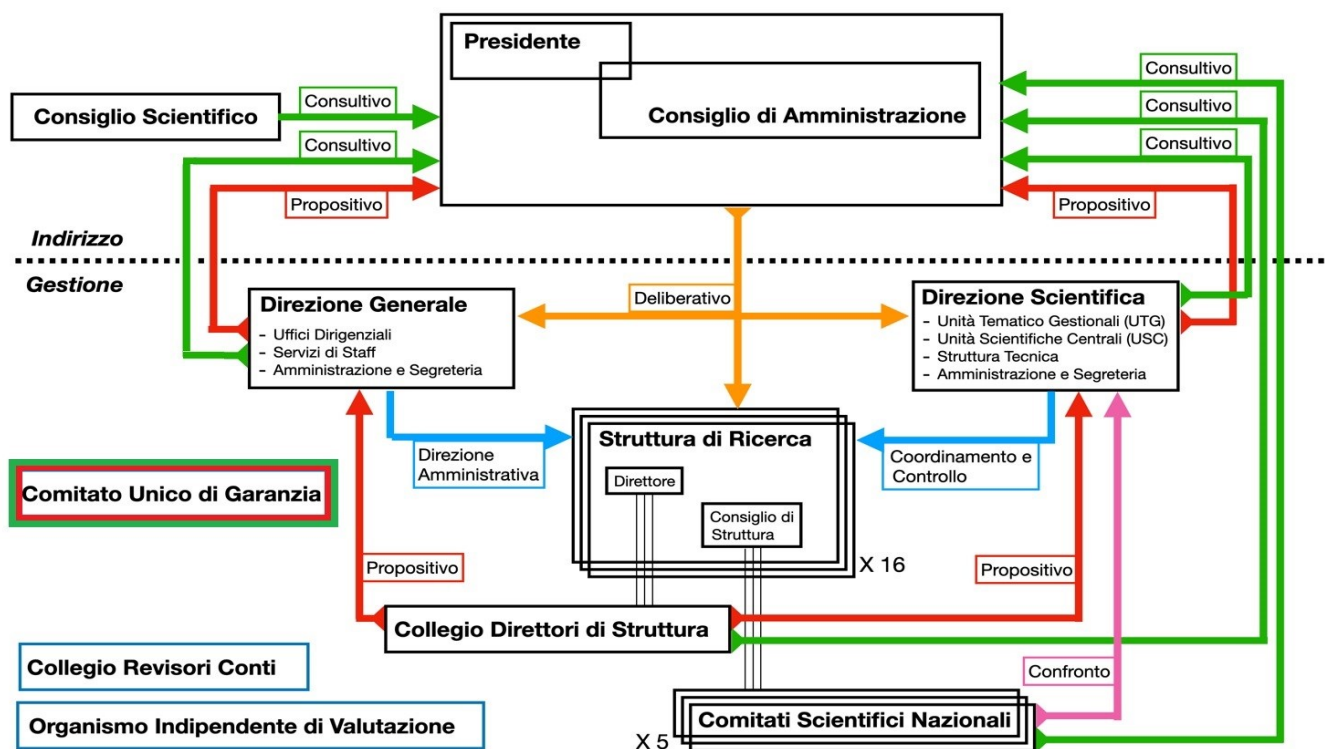 Presidente
Consultivo
Consiglio Scientifico
Consultivo
Consiglio di Amministrazione
Consultivo
Consultivo
Consultivo
Propositivo
Propositivo
Indirizzo
Gestione
Direzione Generale
- Uffici Dirigenziali
- Servizi di Staff
- Amministrazione e Segreteria
Deliberativo
Direzione Scientifica
- Unità Tematico Gestionali (UTG)
- Unità Scientifiche Centrali (USC)
- Struttura Tecnica
- Amministrazione e Segreteria
Direzione
Amministrativa
Struttura di Ricerca
Direttore
Consiglio di
Struttura
X 16
Coordinamento e
Controllo
Comitato Unico di Garanzia
Propositivo
Propositivo
Collegio Direttori di Struttura
Collegio Revisori Conti
Confronto
Organismo Indipendente di Valutazione
Comitati Scientifici Nazionali
X 5